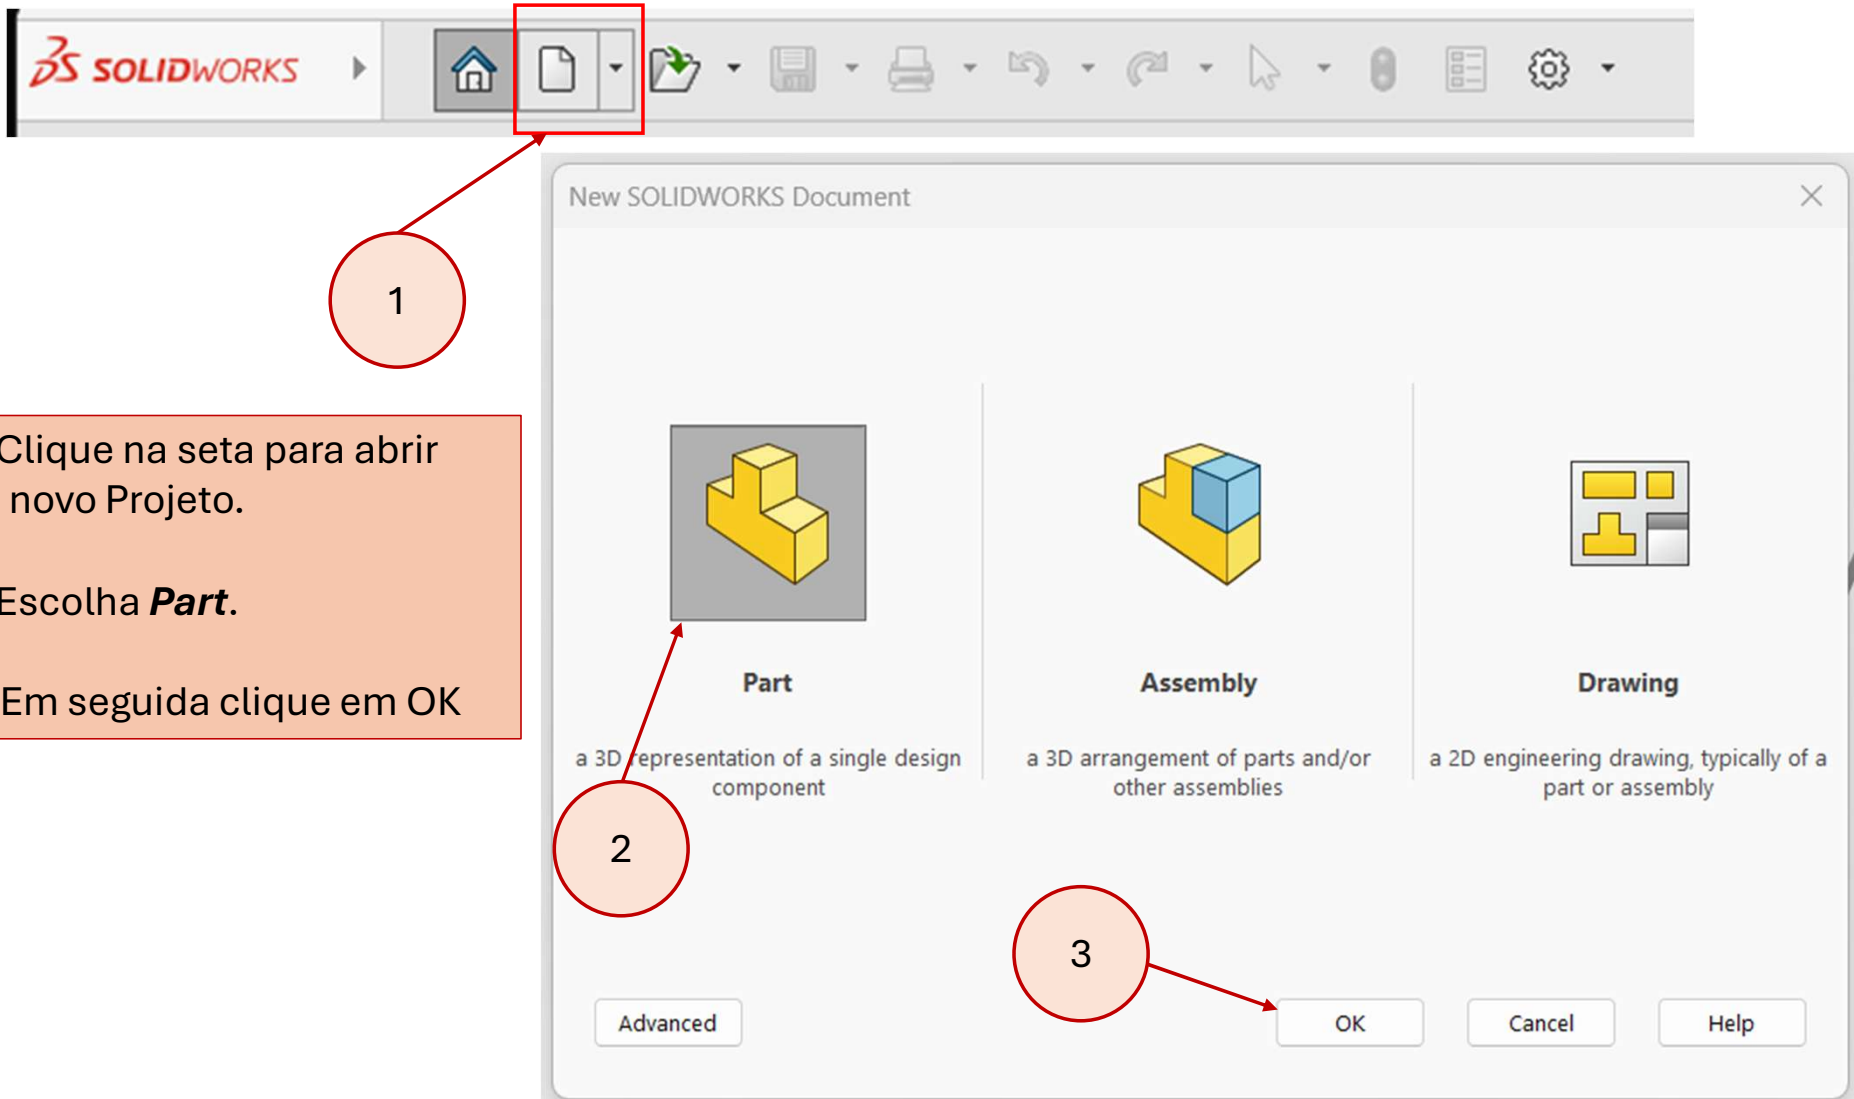 SOLIDWORKS
New SOLIDWORKS Document
1
Clique na seta para abrir
novo Projeto.
Escolha Part.
Em seguida clique em OK
Part
Assembly
Drawing
a 3D representation of a single design
component
a 3D arrangement of parts and/or
other assemblies
a 2D engineering drawing, typically of a
part or assembly
2
3
Advanced
OK
Cancel
Help